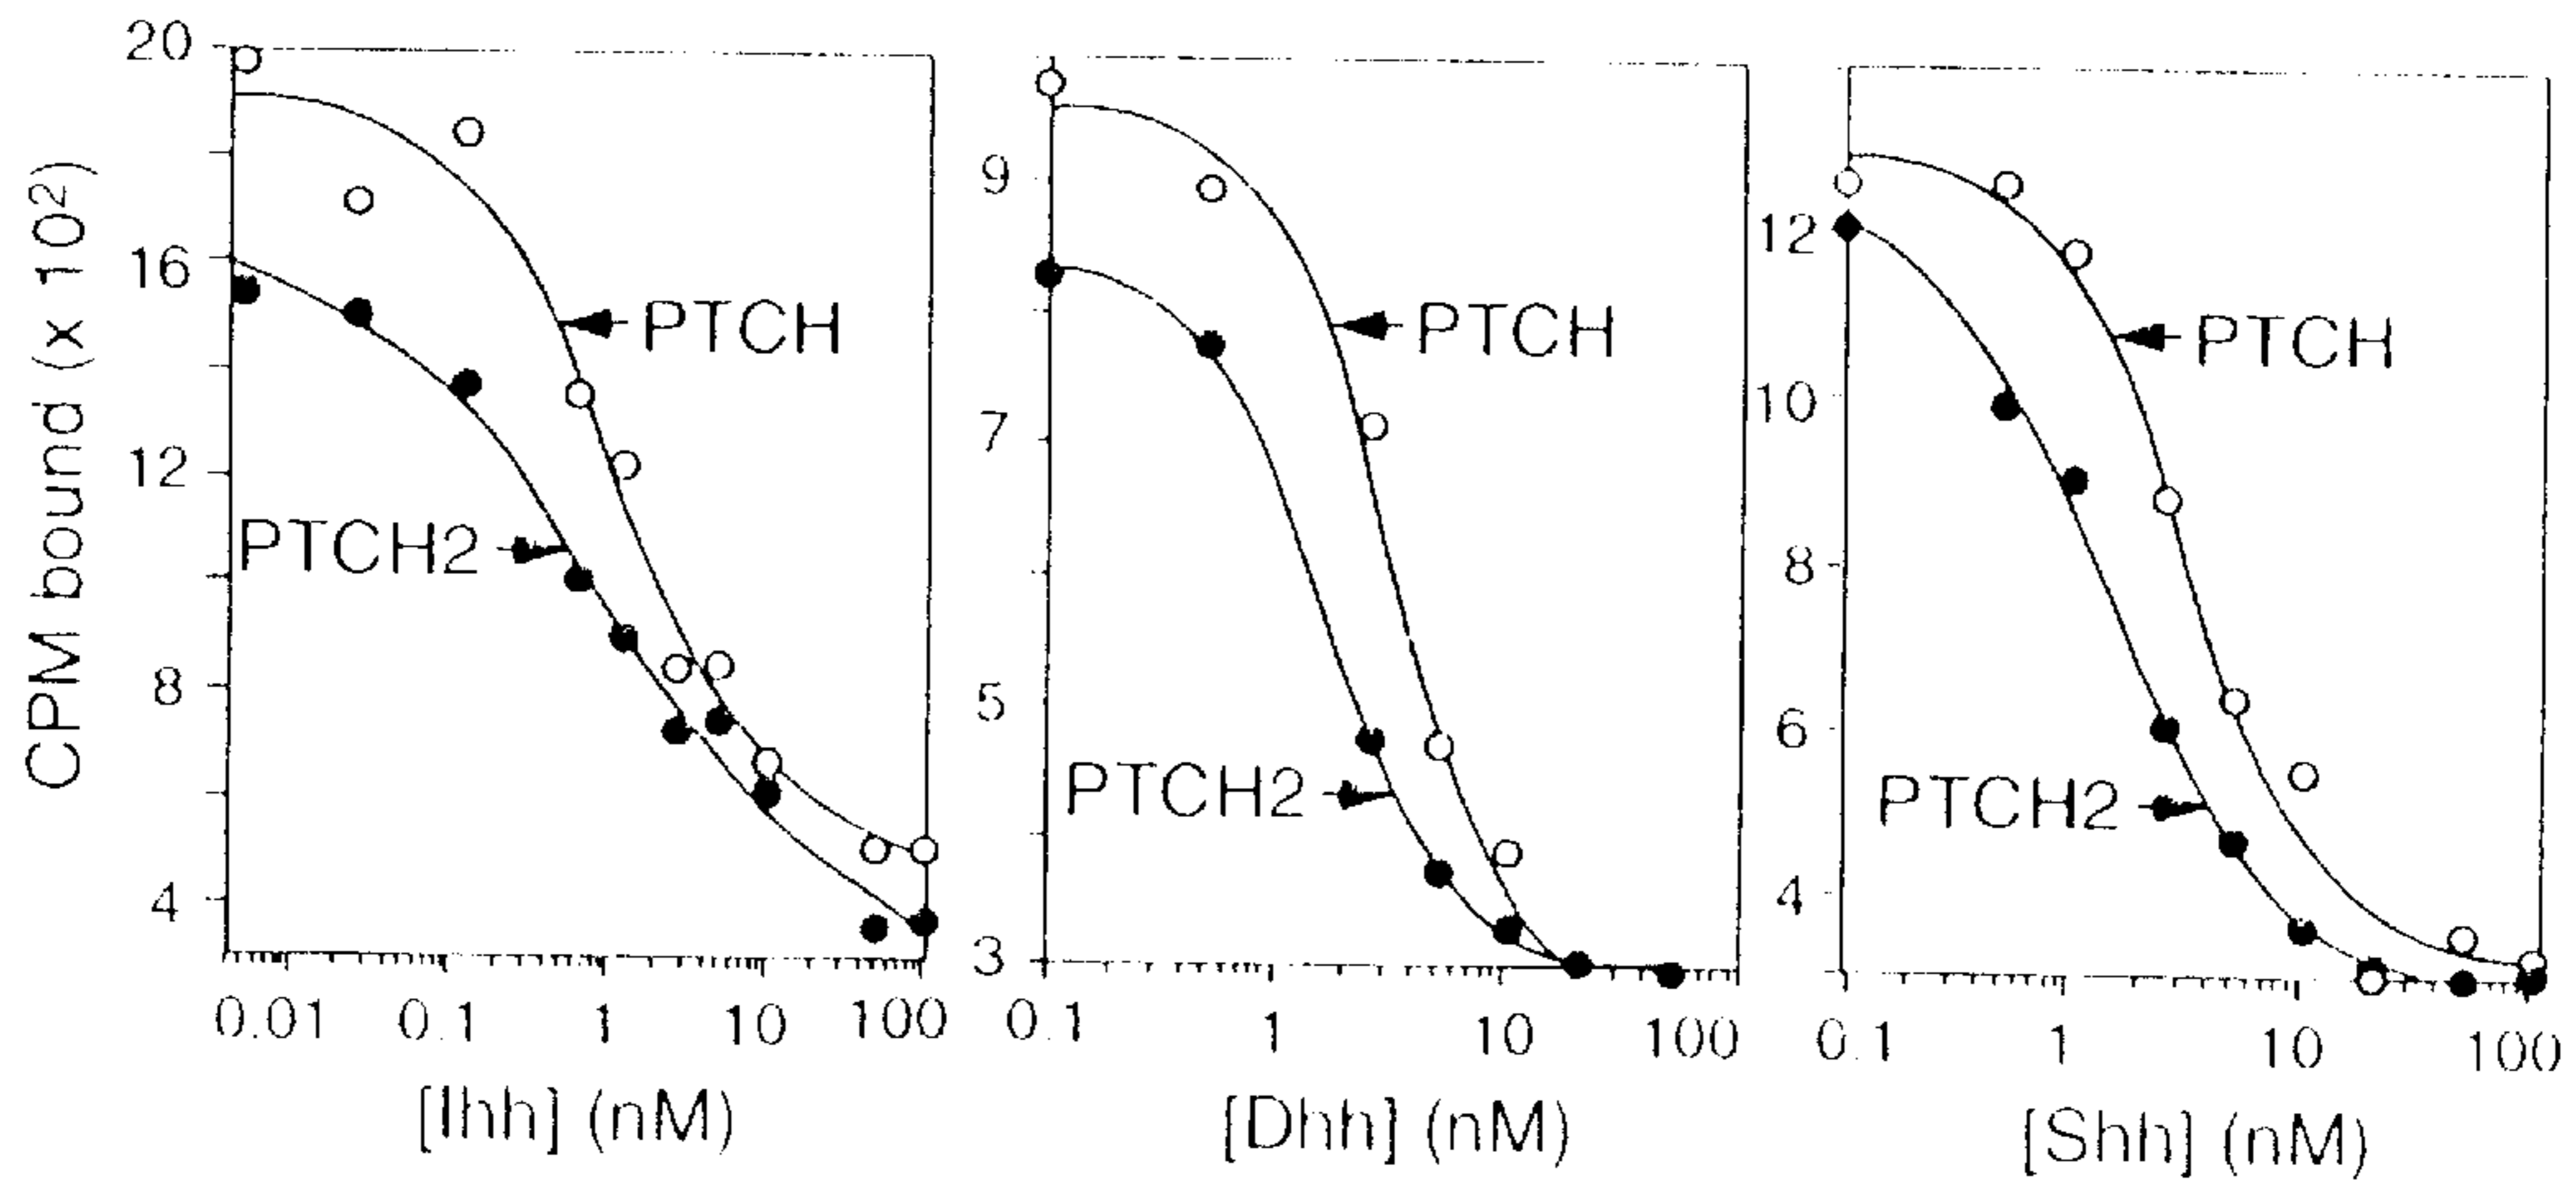 CPM bound (x 10²)
20
16
12
8
4
PTCH
PTCH2
0.01 0.1 1 10 100
[Ihh] (nM)
9
7
5
3
PTCH
PTCH2
0.1 1 10 100
[Dhh] (nM)
12
10
8
6
4
PTCH
PTCH2
0.1 1 10 100
[Shh] (nM)